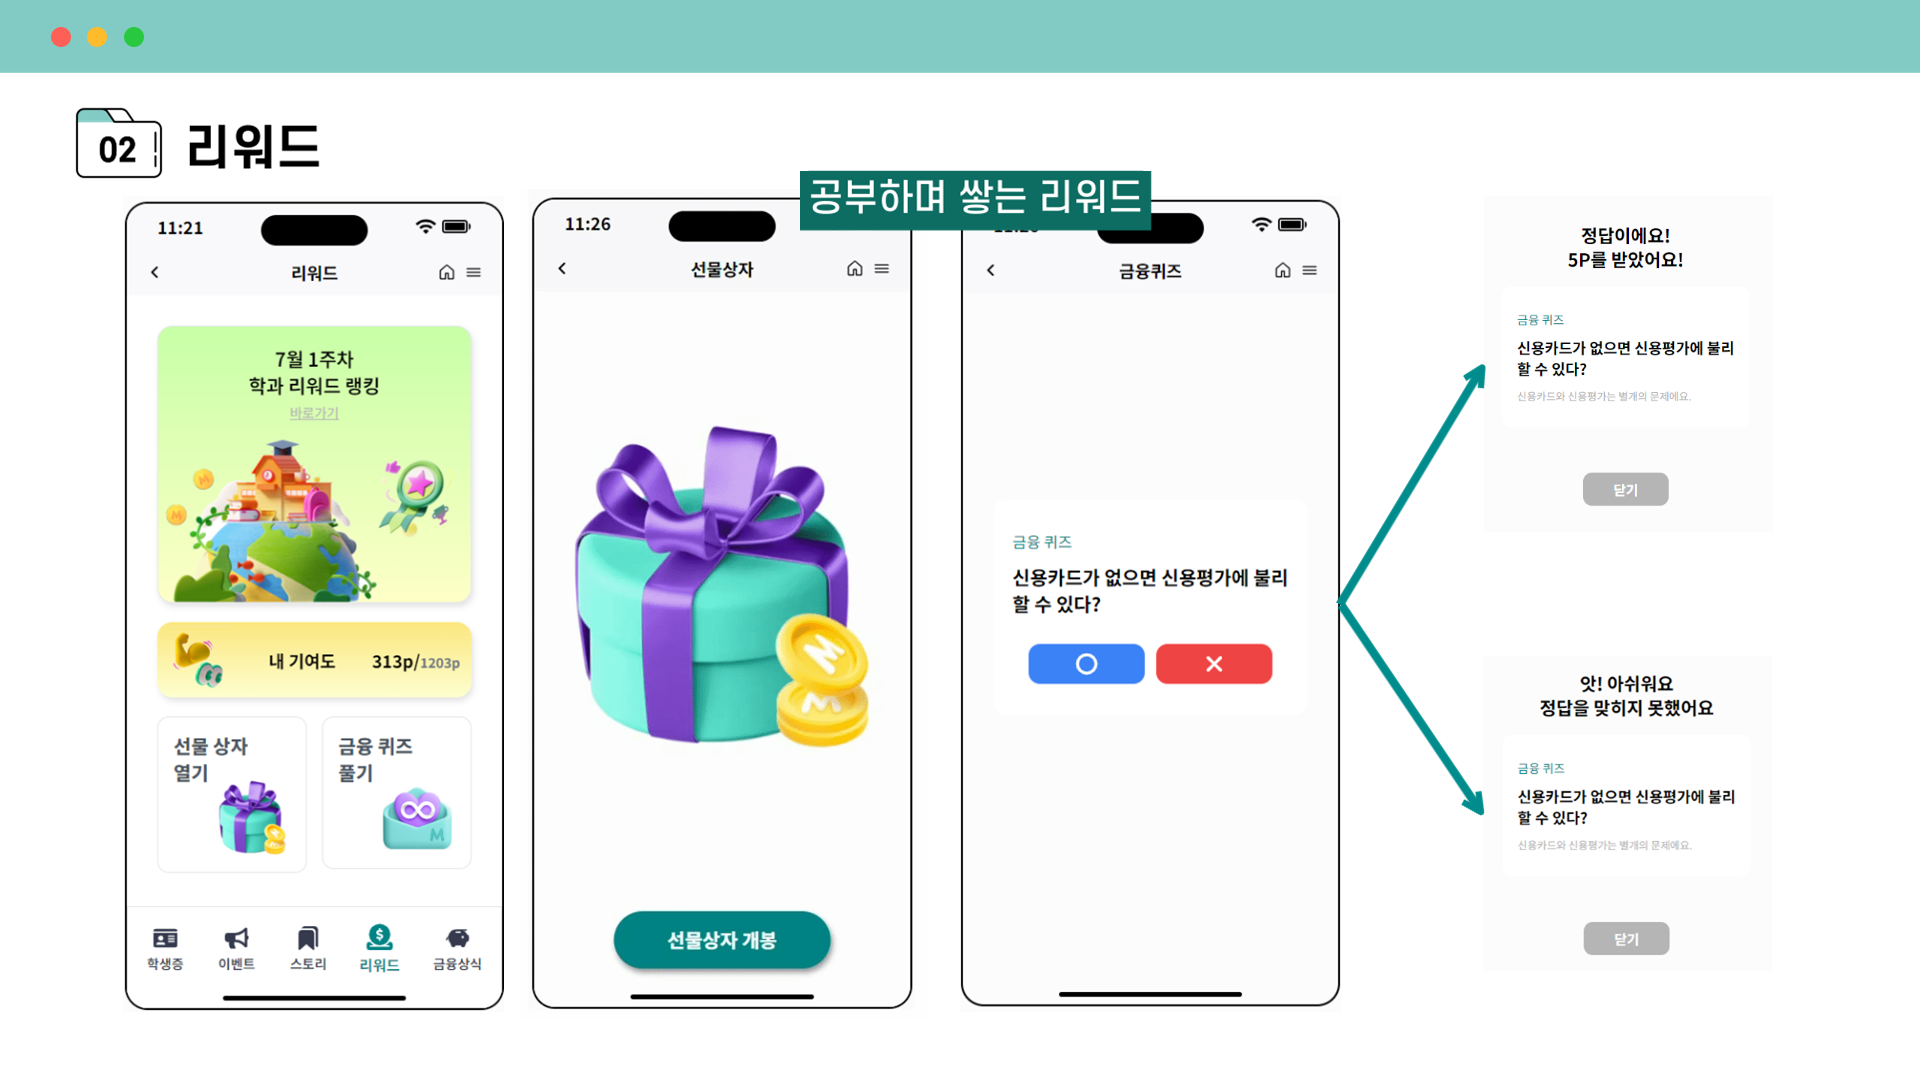 02
리워드
공부하며 쌓는 리워드
11:21
리워드
7월 1주차
학과 리워드 랭킹
바로가기
M
M
내 기여도 313p/1203p
선물 상자
열기
금융 퀴즈
풀기
M
학생증
이벤트
스토리
리워드
금융상식
11:26
선물상자
M
M
선물상자 개봉
금융퀴즈
금융 퀴즈
신용카드가 없으면 신용평가에 불리
할 수 있다?
정답이에요!
5P를 받았어요!
금융 퀴즈
신용카드가 없으면 신용평가에 불리
할 수 있다?
신용카드와 신용평가는 별개의 문제에요.
닫기
앗! 아쉬워요
정답을 맞히지 못했어요
금융 퀴즈
신용카드가 없으면 신용평가에 불리
할 수 있다?
신용카드와 신용평가는 별개의 문제에요.
닫기